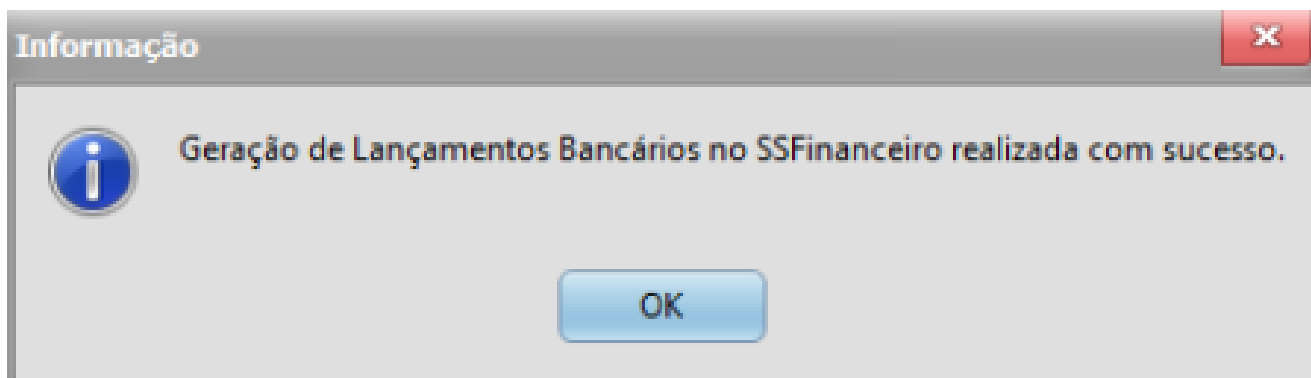 Informação
Geração de Lançamentos Bancários no SSFinanceiro realizada com sucesso.
OK